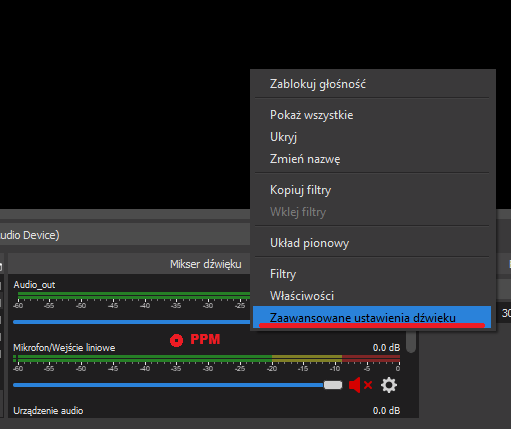 Zablokuj głośność
Pokaż wszystkie
Ukryj
Zmień nazwę
Kopiuj filtry
Wklej filtry
Układ pionowy
Filtry
Właściwości
Zaawansowane ustawienia dźwięku
udio Device)
Mikser dźwięku
Audio_out
-60 -55 -50 -45 -40 -35 -30 -25 -20
30
PPM
Mikrofon/Wejście liniowe 0.0 dB
-60 -55 -50 -45 -40 -35 -30 -25 -20 -15 -10 -5 0
Urządzenie audio 0.0 dB